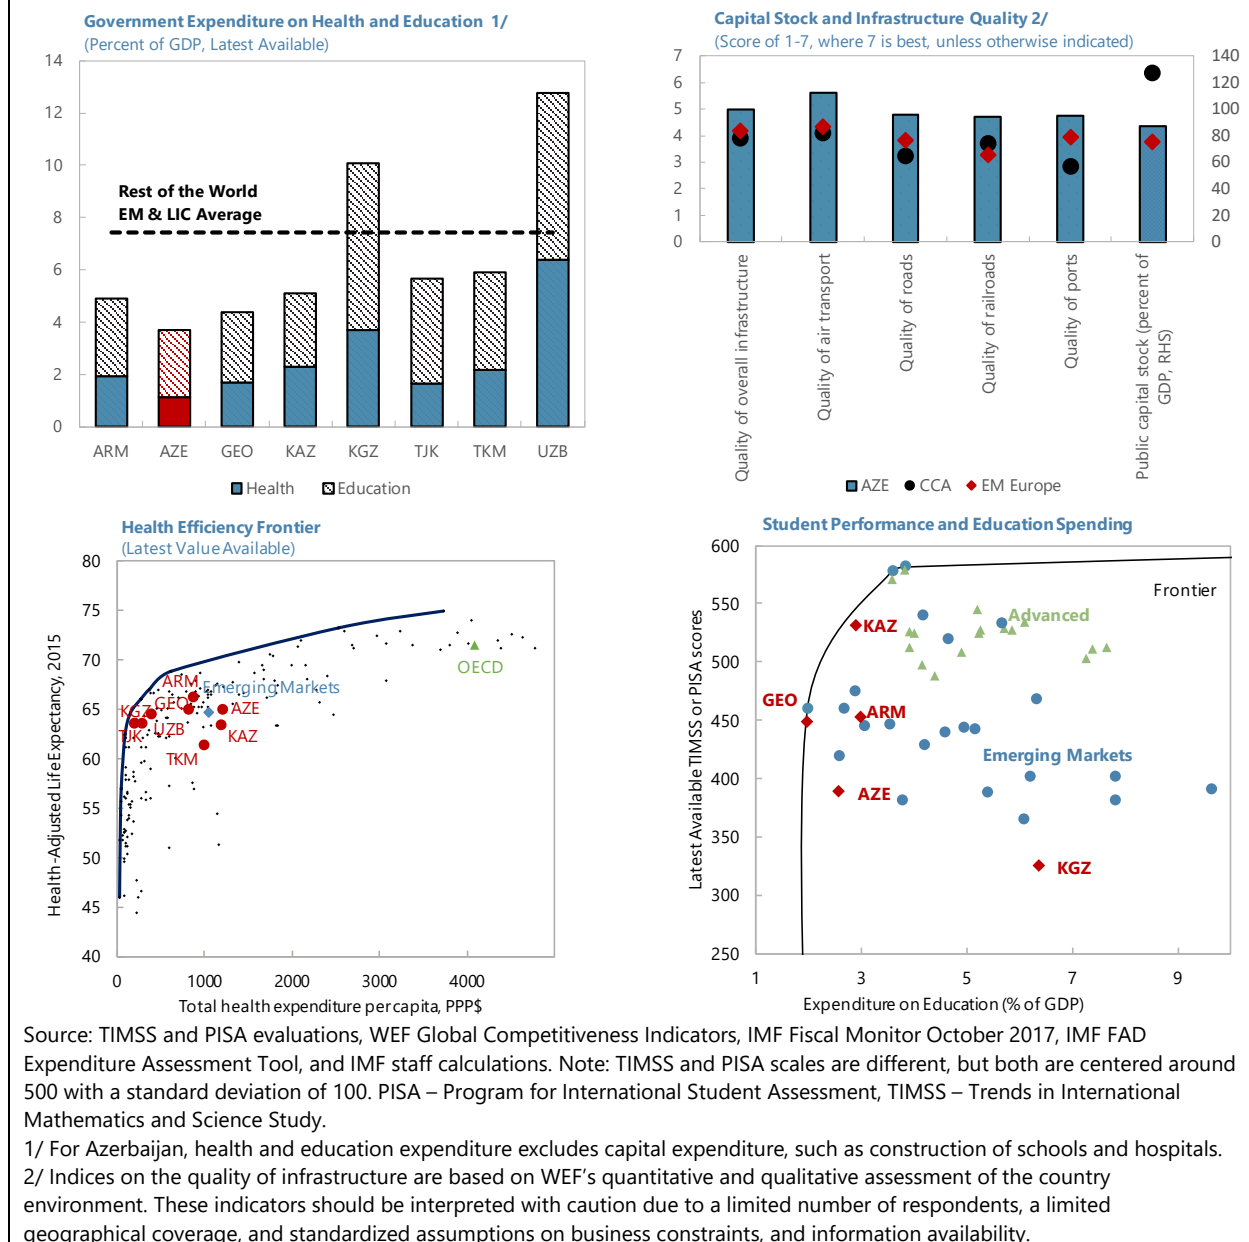 Government Expenditure on Health and Education 1/
(Percent of GDP, Latest Available)
14
12
10
8
6
4
2
0
Rest of the World
EM & LIC Average
ARM AZE GEO KAZ KGZ TJK TKM UZB
Health Education
Capital Stock and Infrastructure Quality 2/
(Score of 1-7, where 7 is best, unless otherwise indicated)
7
6
5
4
3
2
1
0
140
120
100
80
60
40
20
0
Quality of overall infrastructure
Quality of air transport
Quality of roads
Quality of railroads
Quality of ports
Public capital stock (percent of
GDP, RHS)
AZE CCA EM Europe
Health Efficiency Frontier
(Latest Value Available)
Health-Adjusted Life Expectancy, 2015
80
75
70
65
60
55
50
45
40
ARM
Emerging Markets
GEO
KGZ
AZE
TJK
UZB
KAZ
TKM
OECD
0 1000 2000 3000 4000
Total health expenditure per capita, PPP$
Student Performance and Education Spending
Latest Available TIMSS or PISA scores
600
550
500
450
400
350
300
250
Frontier
Advanced
KAZ
GEO
ARM
Emerging Markets
AZE
KGZ
1 3 5 7 9
Expenditure on Education (% of GDP)
Source: TIMSS and PISA evaluations, WEF Global Competitiveness Indicators, IMF Fiscal Monitor October 2017, IMF FAD
Expenditure Assessment Tool, and IMF staff calculations. Note: TIMSS and PISA scales are different, but both are centered around
500 with a standard deviation of 100. PISA – Program for International Student Assessment, TIMSS – Trends in International
Mathematics and Science Study.
1/ For Azerbaijan, health and education expenditure excludes capital expenditure, such as construction of schools and hospitals.
2/ Indices on the quality of infrastructure are based on WEF's quantitative and qualitative assessment of the country
environment. These indicators should be interpreted with caution due to a limited number of respondents, a limited
geographical coverage, and standardized assumptions on business constraints, and information availability.